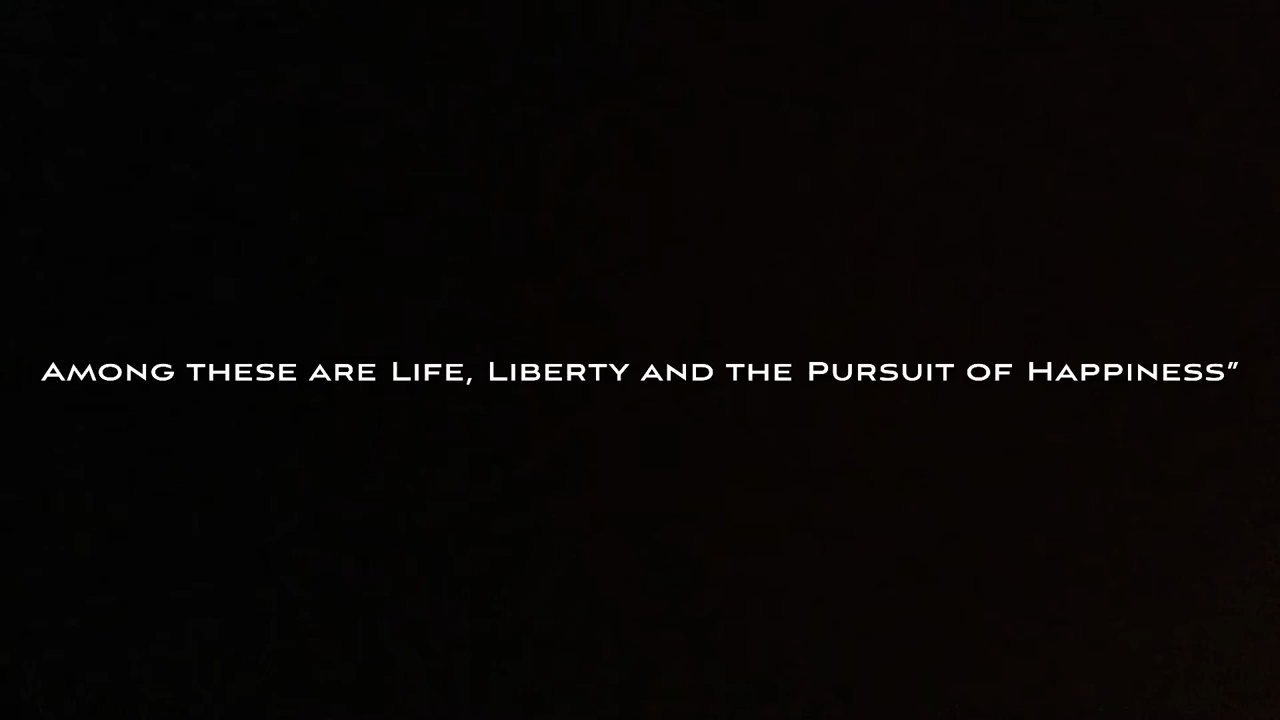 Among these are Life, Liberty and the Pursuit of Happiness”